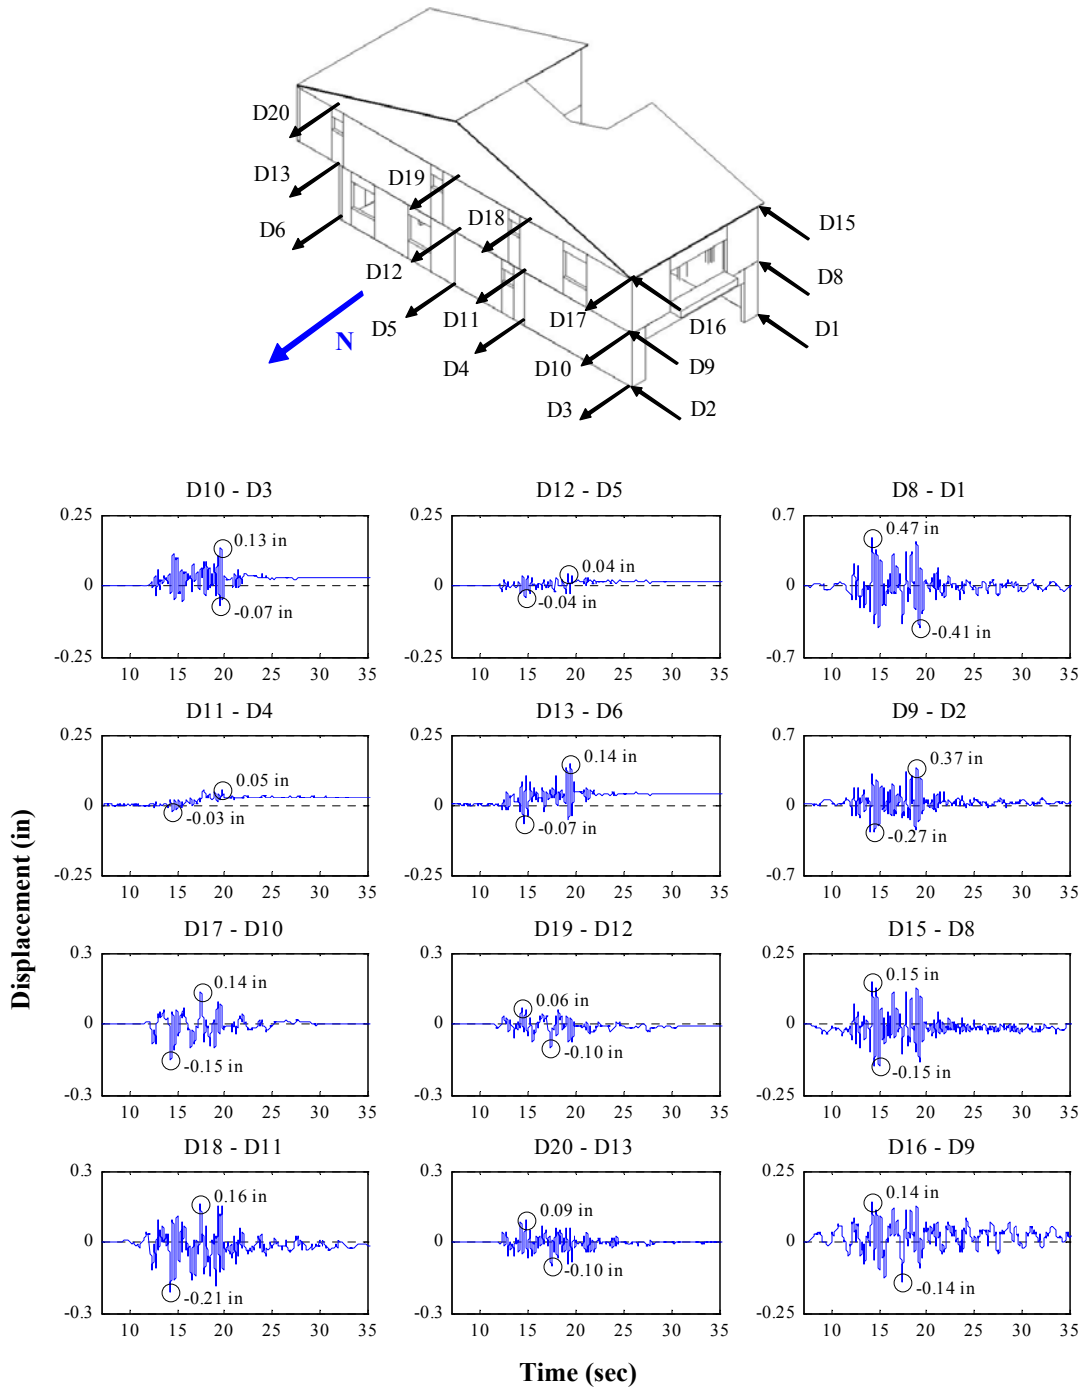 D20
D13
D19
D6
D18
D15
D12
D8
D5
D11
D17
D16
D1
N
D4
D10
D9
D3
D2
D10 - D3
D12 - D5
D8 - D1
0.25
0.25
0.7
0.13 in
0.04 in
0.47 in
0
0
0
-0.07 in
-0.04 in
-0.41 in
-0.25
-0.25
-0.7
10 15 20 25 30 35
10 15 20 25 30 35
10 15 20 25 30 35
D11 - D4
D13 - D6
D9 - D2
0.25
0.25
0.7
0.05 in
0.14 in
0.37 in
0
0
0
-0.03 in
-0.07 in
-0.27 in
-0.25
-0.25
-0.7
10 15 20 25 30 35
10 15 20 25 30 35
10 15 20 25 30 35
Displacement (in)
D17 - D10
D19 - D12
D15 - D8
0.3
0.3
0.25
0.14 in
0.06 in
0.15 in
0
0
0
-0.15 in
-0.10 in
-0.15 in
-0.3
-0.3
-0.25
10 15 20 25 30 35
10 15 20 25 30 35
10 15 20 25 30 35
D18 - D11
D20 - D13
D16 - D9
0.3
0.3
0.25
0.16 in
0.09 in
0.14 in
0
0
0
-0.21 in
-0.10 in
-0.14 in
-0.3
-0.3
-0.25
10 15 20 25 30 35
10 15 20 25 30 35
10 15 20 25 30 35
Time (sec)